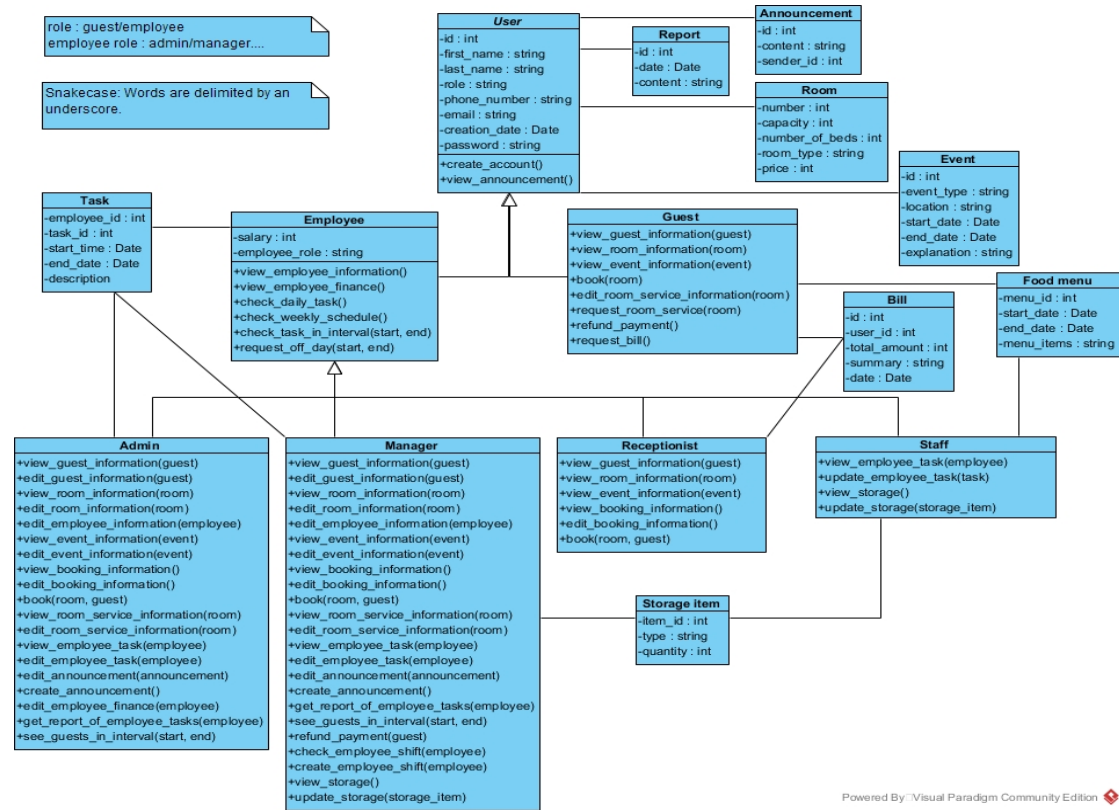 role : guest/employee
employee role : admin/manager....
Snakecase: Words are delimited by an
underscore.
User
-id : int
-first_name : string
-last_name : string
-role : string
-phone_number : string
-email : string
-creation_date : Date
-password : string
+create_account()
+view_announcement()
Report
-id : int
-date : Date
-content : string
Announcement
-id : int
-content : string
-sender_id : int
Room
-number : int
-capacity : int
-number_of_beds : int
-room_type : string
-price : int
Event
-id : int
-event_type : string
-location : string
-start_date : Date
-end_date : Date
-explanation : string
Task
-employee_id : int
-task_id : int
-start_time : Date
-end_date : Date
-description
Employee
-salary : int
-employee_role : string
+view_employee_information()
+view_employee_finance()
+check_daily_task()
+check_weekly_schedule()
+check_task_in_interval(start, end)
+request_off_day(start, end)
Guest
+view_guest_information(guest)
+view_room_information(room)
+view_event_information(event)
+book(room)
+edit_room_service_information(room)
+request_room_service(room)
+refund_payment()
+request_bill()
Bill
-id : int
-user_id : int
-total_amount : int
-summary : string
-date : Date
Food menu
-menu_id : int
-start_date : Date
-end_date : Date
-menu_items : string
Admin
+view_guest_information(guest)
+edit_guest_information(guest)
+view_room_information(room)
+edit_room_information(room)
+edit_employee_information(employee)
+view_event_information(event)
+edit_event_information(event)
+view_booking_information()
+edit_booking_information()
+book(room, guest)
+view_room_service_information(room)
+edit_room_service_information(room)
+view_employee_task(employee)
+edit_employee_task(employee)
+edit_announcement(announcement)
+create_announcement()
+edit_employee_finance(employee)
+get_report_of_employee_tasks(employee)
+see_guests_in_interval(start, end)
Manager
+view_guest_information(guest)
+edit_guest_information(guest)
+view_room_information(room)
+edit_room_information(room)
+edit_employee_information(employee)
+view_event_information(event)
+edit_event_information(event)
+view_booking_information()
+edit_booking_information()
+book(room, guest)
+view_room_service_information(room)
+edit_room_service_information(room)
+view_employee_task(employee)
+edit_employee_task(employee)
+edit_announcement(announcement)
+create_announcement()
+get_report_of_employee_tasks(employee)
+see_guests_in_interval(start, end)
+refund_payment(guest)
+check_employee_shift(employee)
+create_employee_shift(employee)
+view_storage()
+update_storage(storage_item)
Receptionist
+view_guest_information(guest)
+view_room_information(room)
+view_event_information(event)
+view_booking_information()
+edit_booking_information()
+book(room, guest)
Staff
+view_employee_task(employee)
+update_employee_task(task)
+view_storage()
+update_storage(storage_item)
Storage item
-item_id : int
-type : string
-quantity : int
Powered By Visual Paradigm Community Edition